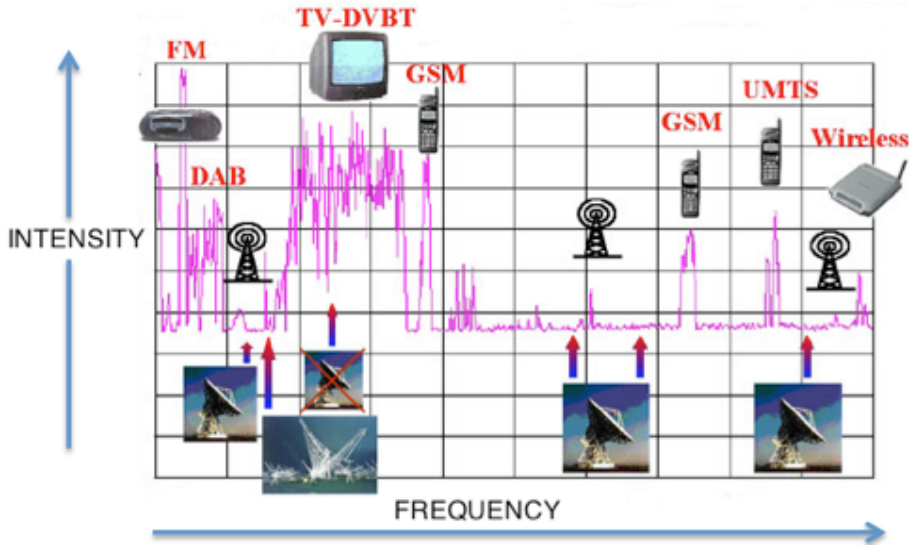 TV-DVBT
FM
GSM
UMTS
GSM
Wireless
DAB
INTENSITY
FREQUENCY